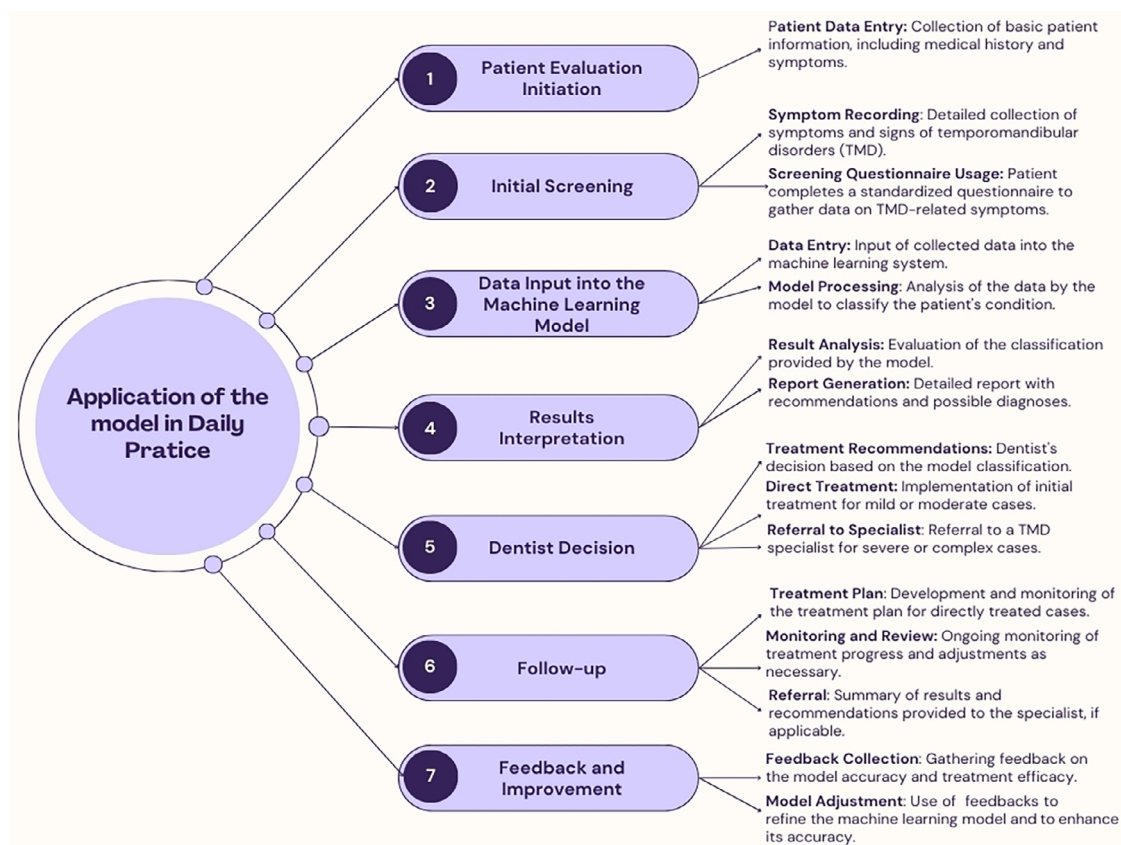 Application of the
model in Daily
Pratice
1
Patient Evaluation
Initiation
Patient Data Entry: Collection of basic patient
information, including medical history and
symptoms.
2
Initial Screening
Symptom Recording: Detailed collection of
symptoms and signs of temporomandibular
disorders (TMD).
Screening Questionnaire Usage: Patient
completes a standardized questionnaire to
gather data on TMD-related symptoms.
3
Data Input into the
Machine Learning
Model
Data Entry: Input of collected data into the
machine learning system.
Model Processing: Analysis of the data by the
model to classify the patient's condition.
4
Results
Interpretation
Result Analysis: Evaluation of the classification
provided by the model.
Report Generation: Detailed report with
recommendations and possible diagnoses.
5
Dentist Decision
Treatment Recommendations: Dentist's
decision based on the model classification.
Direct Treatment: Implementation of initial
treatment for mild or moderate cases.
Referral to Specialist: Referral to a TMD
specialist for severe or complex cases.
6
Follow-up
Treatment Plan: Development and monitoring of
the treatment plan for directly treated cases.
Monitoring and Review: Ongoing monitoring of
treatment progress and adjustments as
necessary.
Referral: Summary of results and
recommendations provided to the specialist, if
applicable.
7
Feedback and
Improvement
Feedback Collection: Gathering feedback on
the model accuracy and treatment efficacy.
Model Adjustment: Use of  feedbacks to
refine the machine learning model and to enhance
its accuracy.